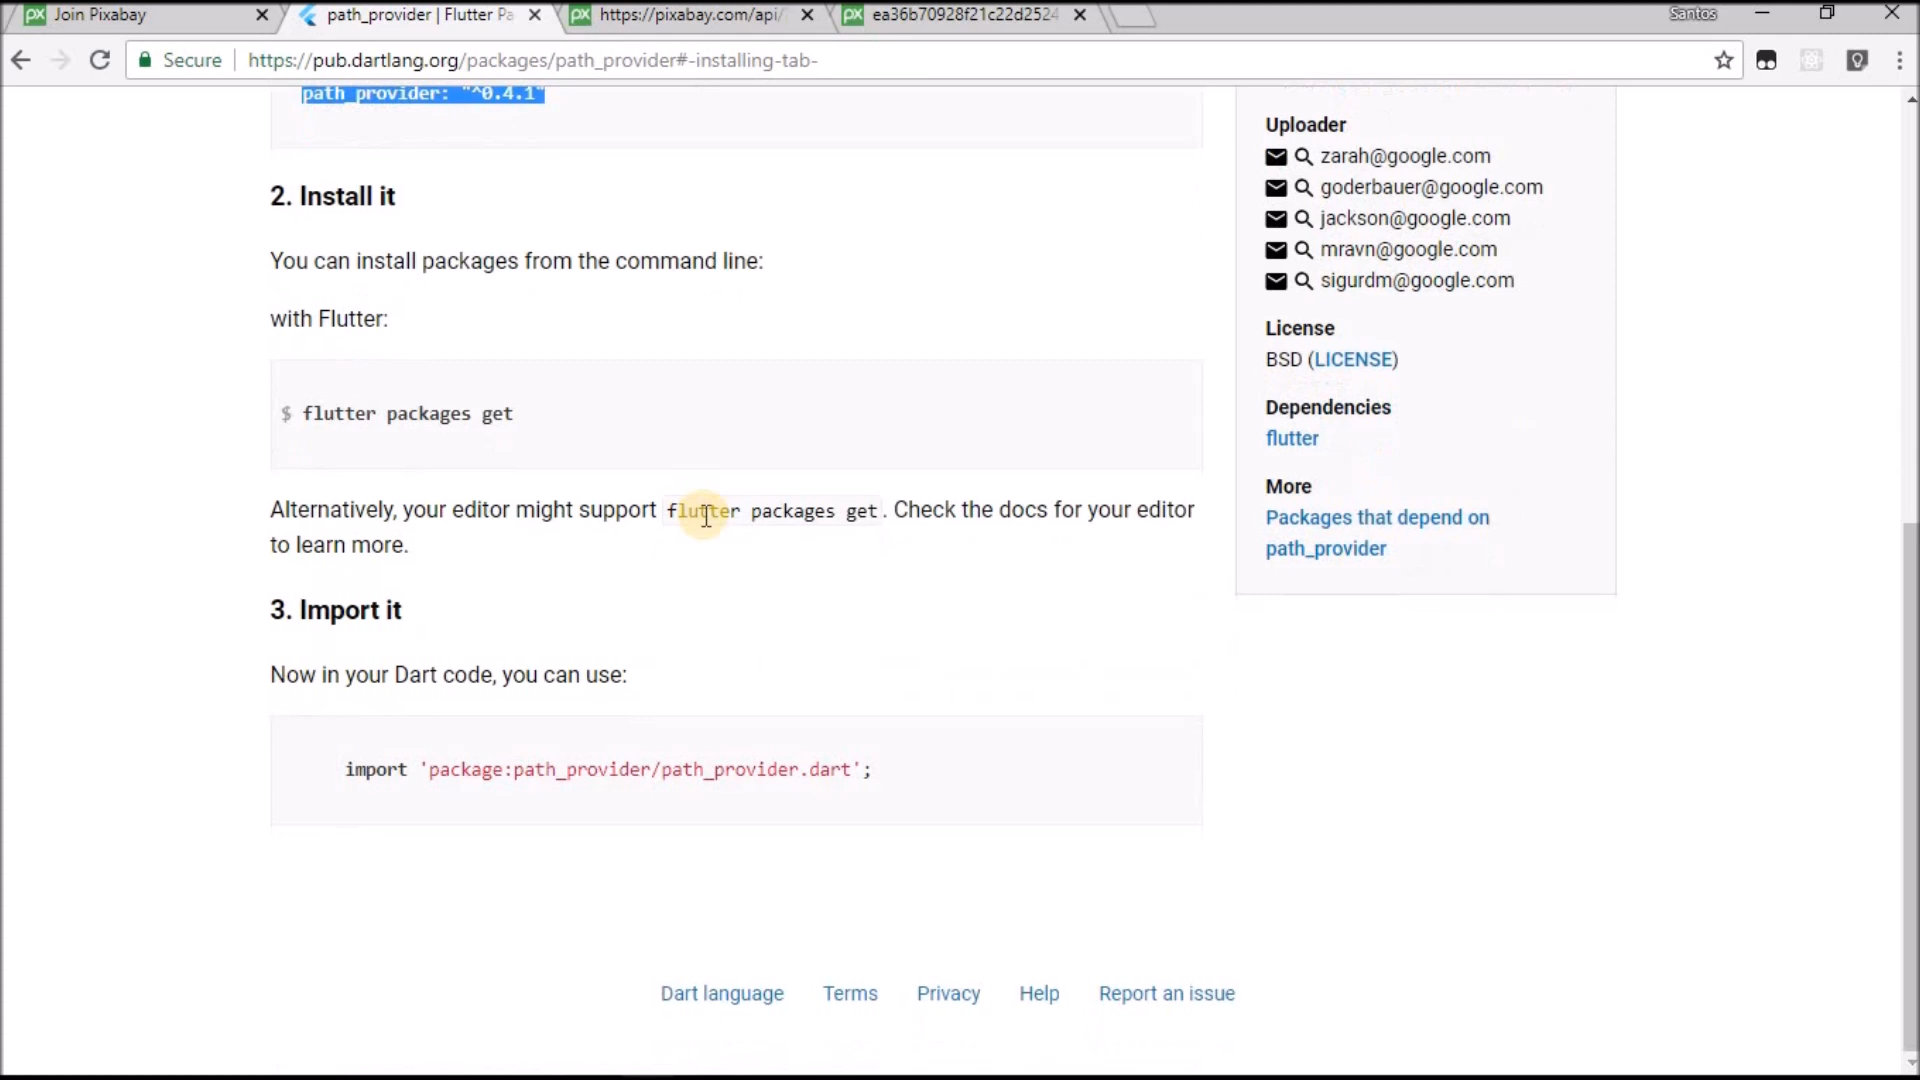 Join Pixabay
path_provider | Flutter Pa
https://pixabay.com/api/
ea36b70928f21c22d2524
Santos
Secure
https://pub.dartlang.org/packages/path_provider#-installing-tab-
path_provider: "^0.4.1"
2. Install it
You can install packages from the command line:
with Flutter:
$ flutter packages get
Alternatively, your editor might support flutter packages get. Check the docs for your editor
to learn more.
3. Import it
Now in your Dart code, you can use:
import 'package:path_provider/path_provider.dart';
Uploader
zarah@google.com
goderbauer@google.com
jackson@google.com
mravn@google.com
sigurdm@google.com
License
BSD (LICENSE)
Dependencies
flutter
More
Packages that depend on
path_provider
Dart language
Terms
Privacy
Help
Report an issue